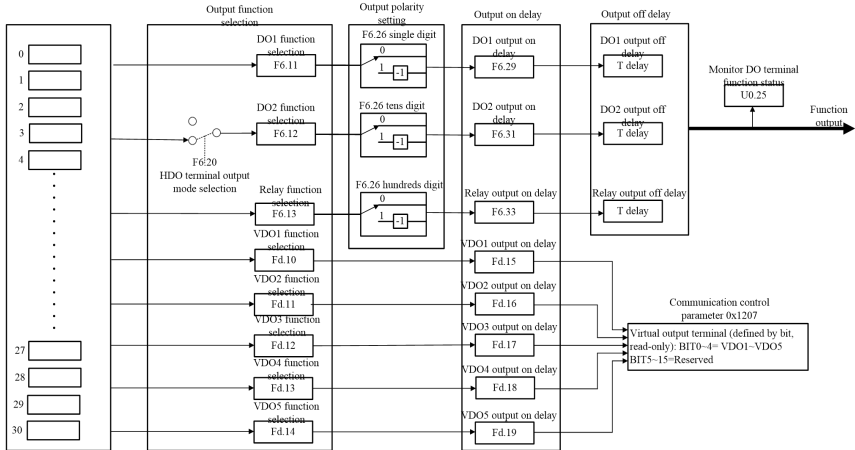 Output function
selection
Output polarity
setting
Output on delay
Output off delay
0
1
2
3
4
27
28
29
30
DO1 function
selection
F6.11
DO2 function
selection
F6.12
F6.20
HDO terminal output
mode selection
Relay function
selection
F6.13
VDO1 function
selection
Fd.10
VDO2 function
selection
Fd.11
VDO3 function
selection
Fd.12
VDO4 function
selection
Fd.13
VDO5 function
selection
Fd.14
F6.26 single digit
0
1
-1
F6.26 tens digit
0
1
-1
F6.26 hundreds digit
0
1
-1
DO1 output on
delay
F6.29
DO2 output on
delay
F6.31
Relay output on delay
F6.33
VDO1 output on delay
Fd.15
VDO2 output on delay
Fd.16
VDO3 output on delay
Fd.17
VDO4 output on delay
Fd.18
VDO5 output on delay
Fd.19
DO1 output off
delay
T delay
DO2 output off
delay
T delay
Relay output off delay
T delay
Monitor DO terminal
function status
U0.25
Function
output
Communication control
parameter 0x1207
Virtual output terminal (defined by bit,
read-only): BIT0~4= VDO1~VDO5
BIT5~15=Reserved